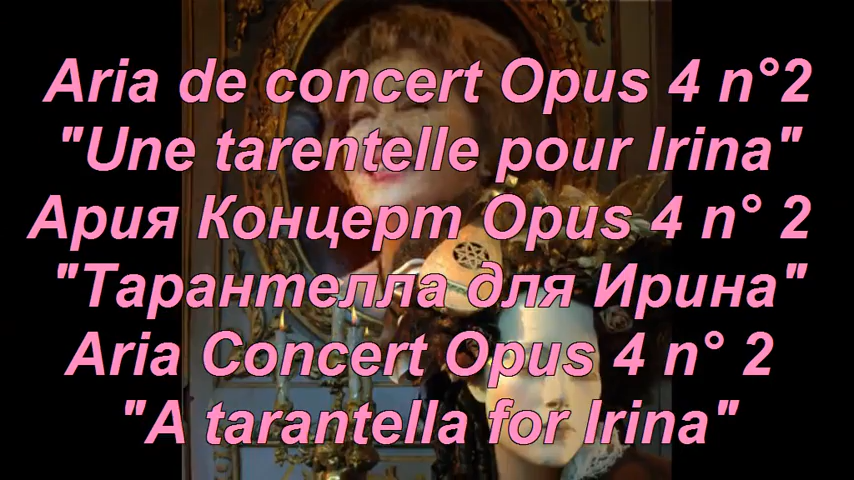 Aria de concert Opus 4 n°2
"Une tarentelle pour Irina"
Ария Концерт Opus 4 n° 2
"Тарантелла для Ирина"
Aria Concert Opus 4 n° 2
"A tarantella for Irina"